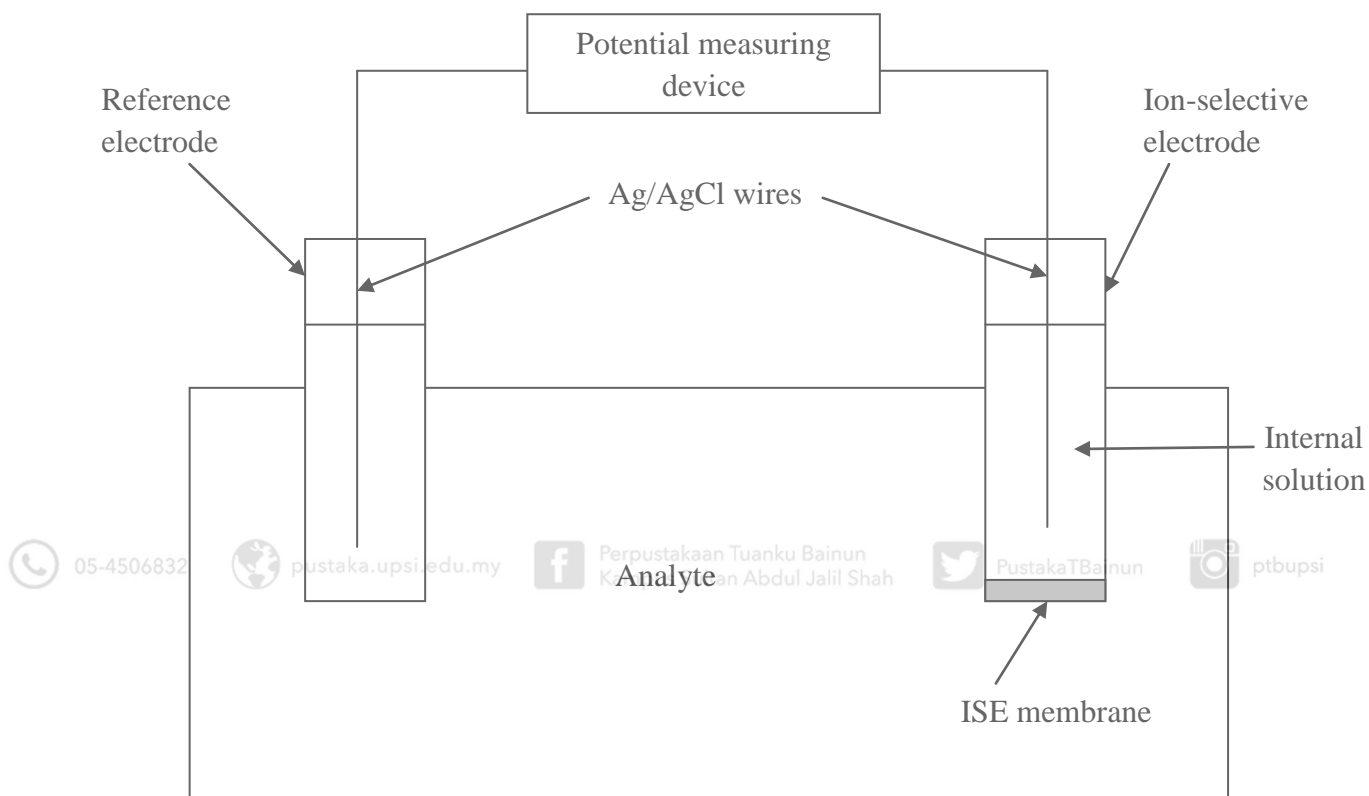 Potential measuring
device
Reference
electrode
Ion-selective
electrode
Ag/AgCl wires
Internal
solution
05-4506832
pustaka.upsi.edu.my
Perpustakaan Tuanku Bainun
Abdul Jalil Shah
PustakaTBainun
ptbupsi
Analyte
ISE membrane